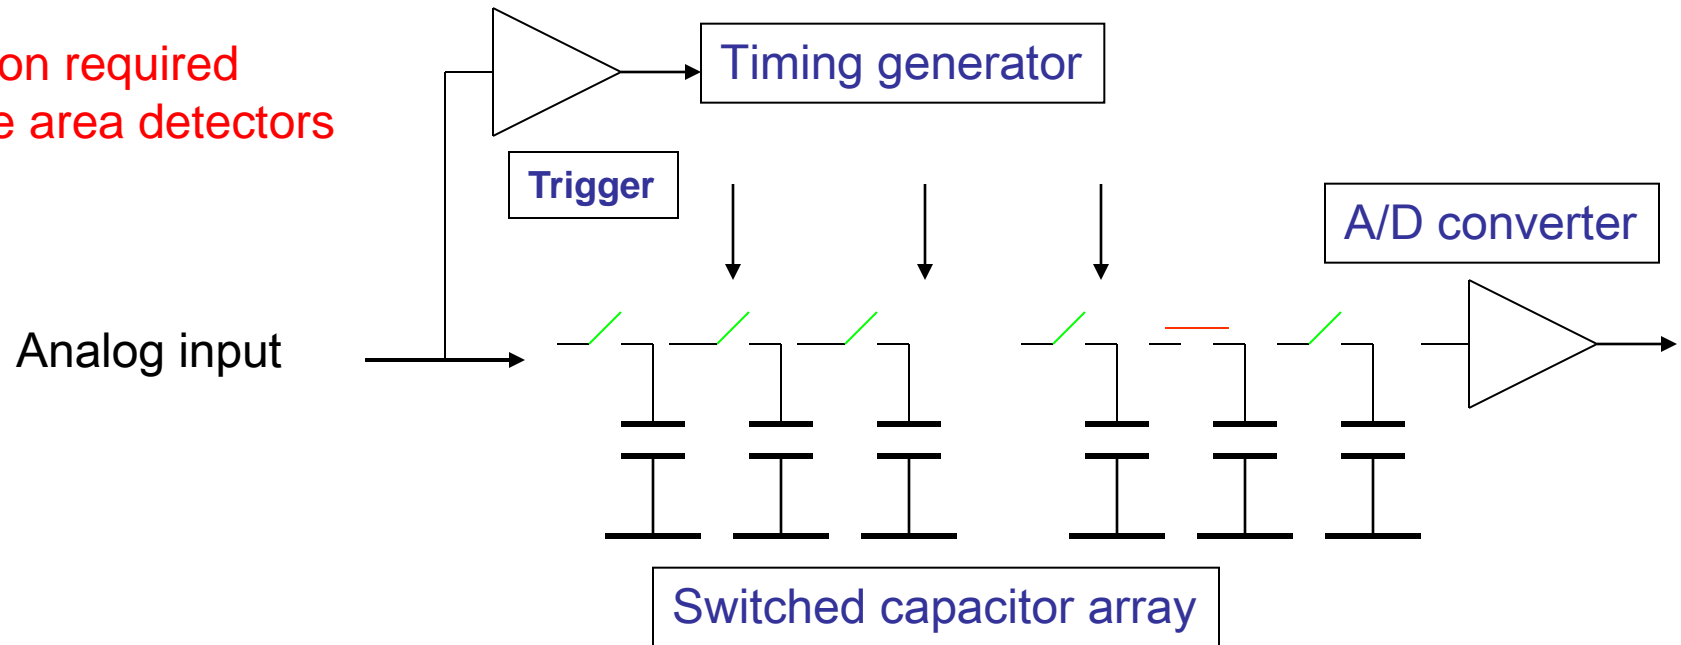 on required
area detectors
Timing generator
Trigger
A/D converter
Analog input
Switched capacitor array